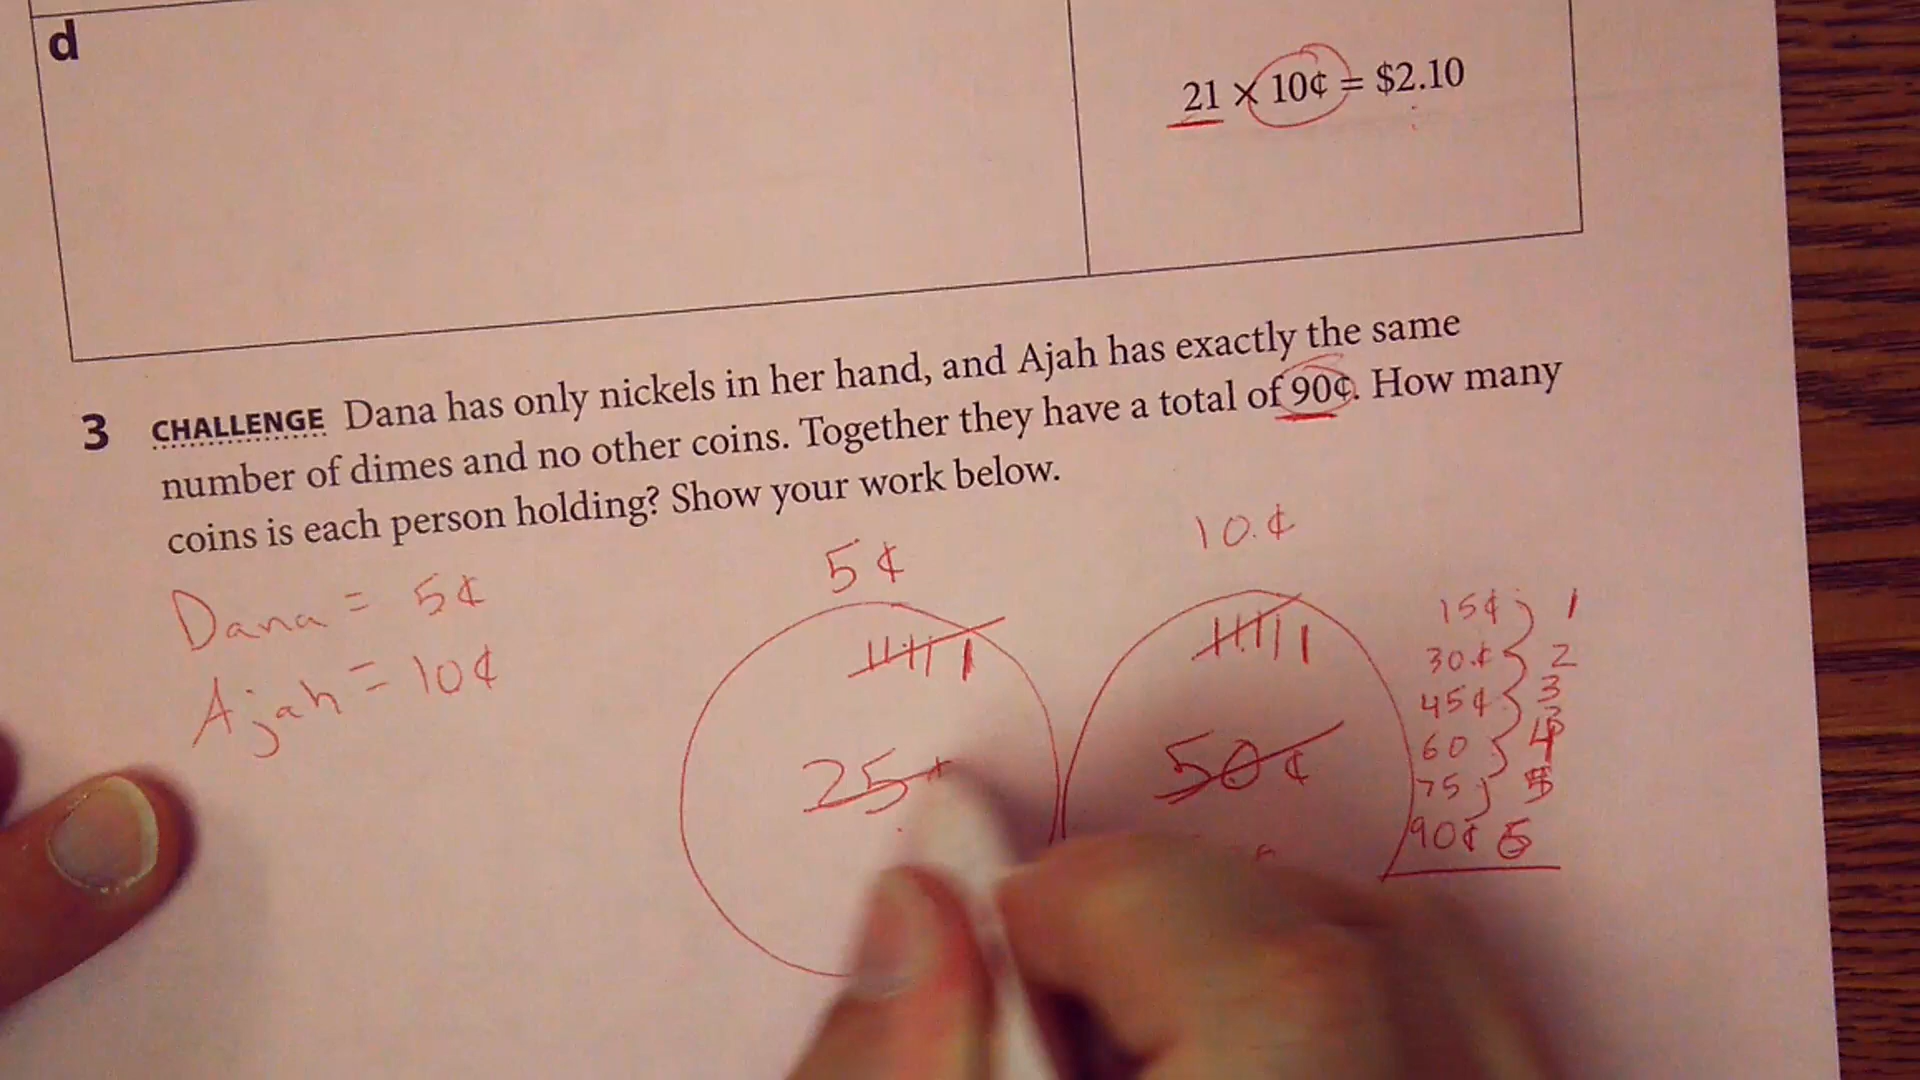 d
21 × 10¢ = $2.10
3 CHALLENGE Dana has only nickels in her hand, and Ajah has exactly the same
number of dimes and no other coins. Together they have a total of 90¢. How many
coins is each person holding? Show your work below.
Dana = 5¢
Ajah = 10¢
5¢
10.¢
25
50¢
15¢ 1
30.¢ 2
45¢ 3
60 4
75 5
90¢ 6